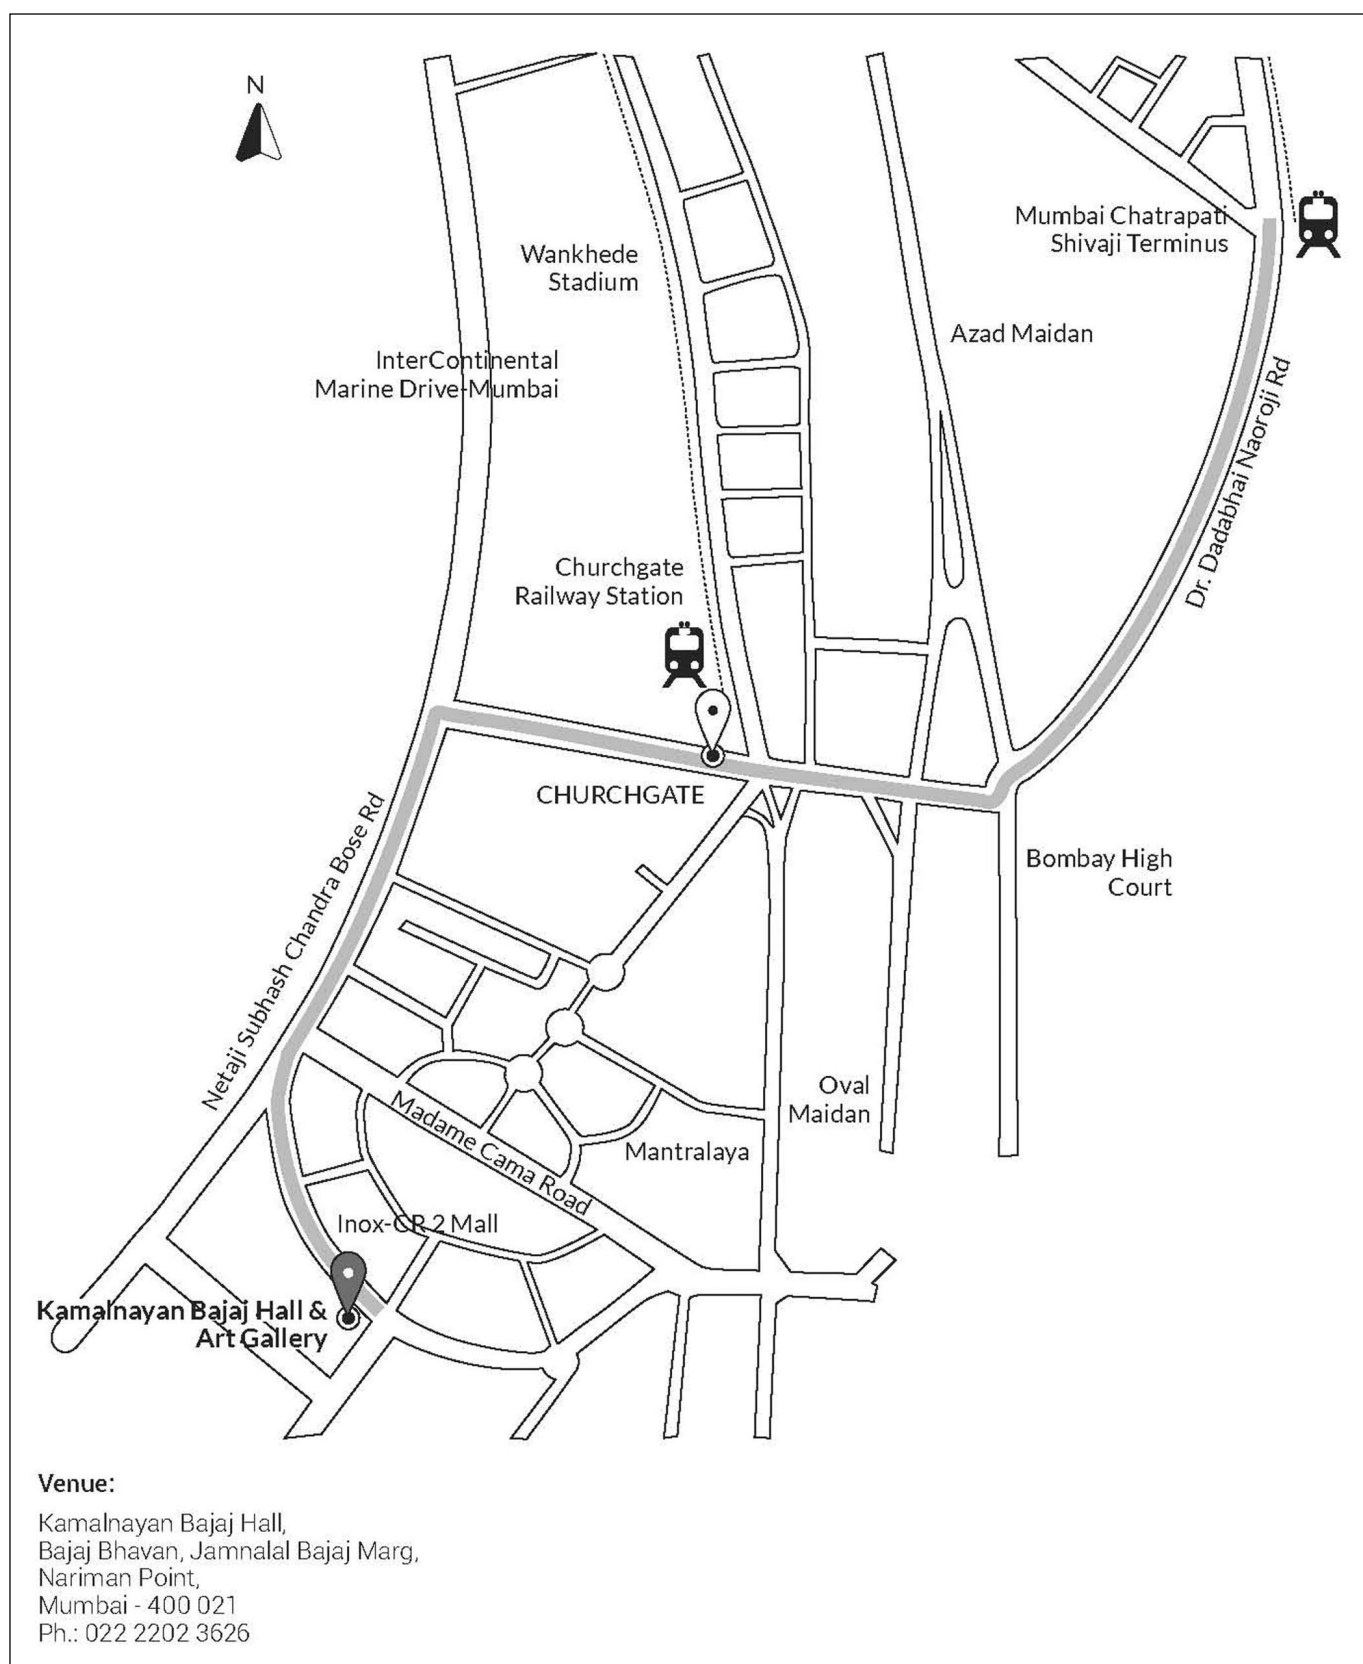 N
Mumbai Chatrapati
Shivaji Terminus
Wankhede
Stadium
Azad Maidan
InterContinental
Marine Drive-Mumbai
Dr. Dadabhai Naoroji Rd
Churchgate
Railway Station
CHURCHGATE
Netaji Subhash Chandra Bose Rd
Bombay High
Court
Oval
Maidan
Madame Cama Road
Mantralaya
Inox-CR 2 Mall
Kamalnayan Bajaj Hall &
Art Gallery
Venue:
Kamalnayan Bajaj Hall,
Bajaj Bhavan, Jamnalal Bajaj Marg,
Nariman Point,
Mumbai - 400 021
Ph.: 022 2202 3626